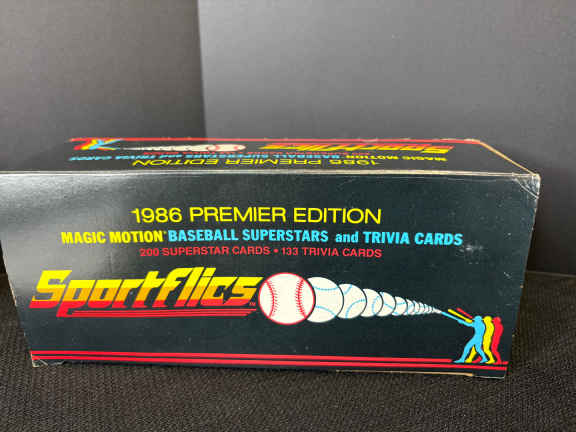 1986 PREMIER EDITION
MAGIC MOTION BASEBALL SUPERSTARS and TRIVIA CARDS
Sportflics
1986 PREMIER EDITION
MAGIC MOTION® BASEBALL SUPERSTARS and TRIVIA CARDS
200 SUPERSTAR CARDS • 133 TRIVIA CARDS
Sportflics™